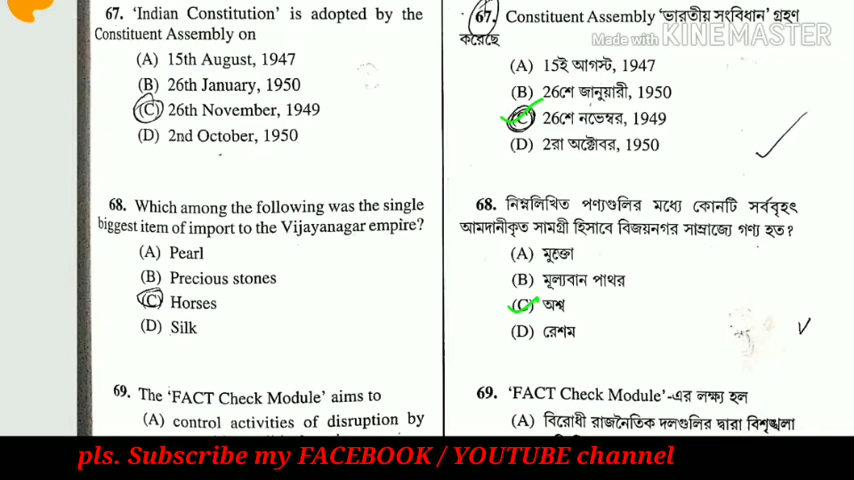 67. 'Indian Constitution' is adopted by the
Constituent Assembly on
(A) 15th August, 1947
(B) 26th January, 1950
(C) 26th November, 1949
(D) 2nd October, 1950
68. Which among the following was the single
biggest item of import to the Vijayanagar empire?
(A) Pearl
(B) Precious stones
(C) Horses
(D) Silk
69. The 'FACT Check Module' aims to
(A) control activities of disruption by
67. Constituent Assembly 'ভারতীয় সংবিধান' গ্রহণ
করেছে
Made with KINEMASTER
(A) 15ই আগস্ট, 1947
(B) 26শে জানুয়ারী, 1950
(C) 26শে নভেম্বর, 1949
(D) 2রা অক্টোবর, 1950
68. নিম্নলিখিত পণ্যগুলির মধ্যে কোনটি সর্ববৃহৎ
আমদানীকৃত সামগ্রী হিসাবে বিজয়নগর সাম্রাজ্যে গণ্য হত?
(A) মুক্তো
(B) মূল্যবান পাথর
(C) অশ্ব
(D) রেশম
69. 'FACT Check Module'-এর লক্ষ্য হল
(A) বিরোধী রাজনৈতিক দলগুলির দ্বারা বিশৃঙ্খলা
pls. Subscribe my FACEBOOK / YOUTUBE channel